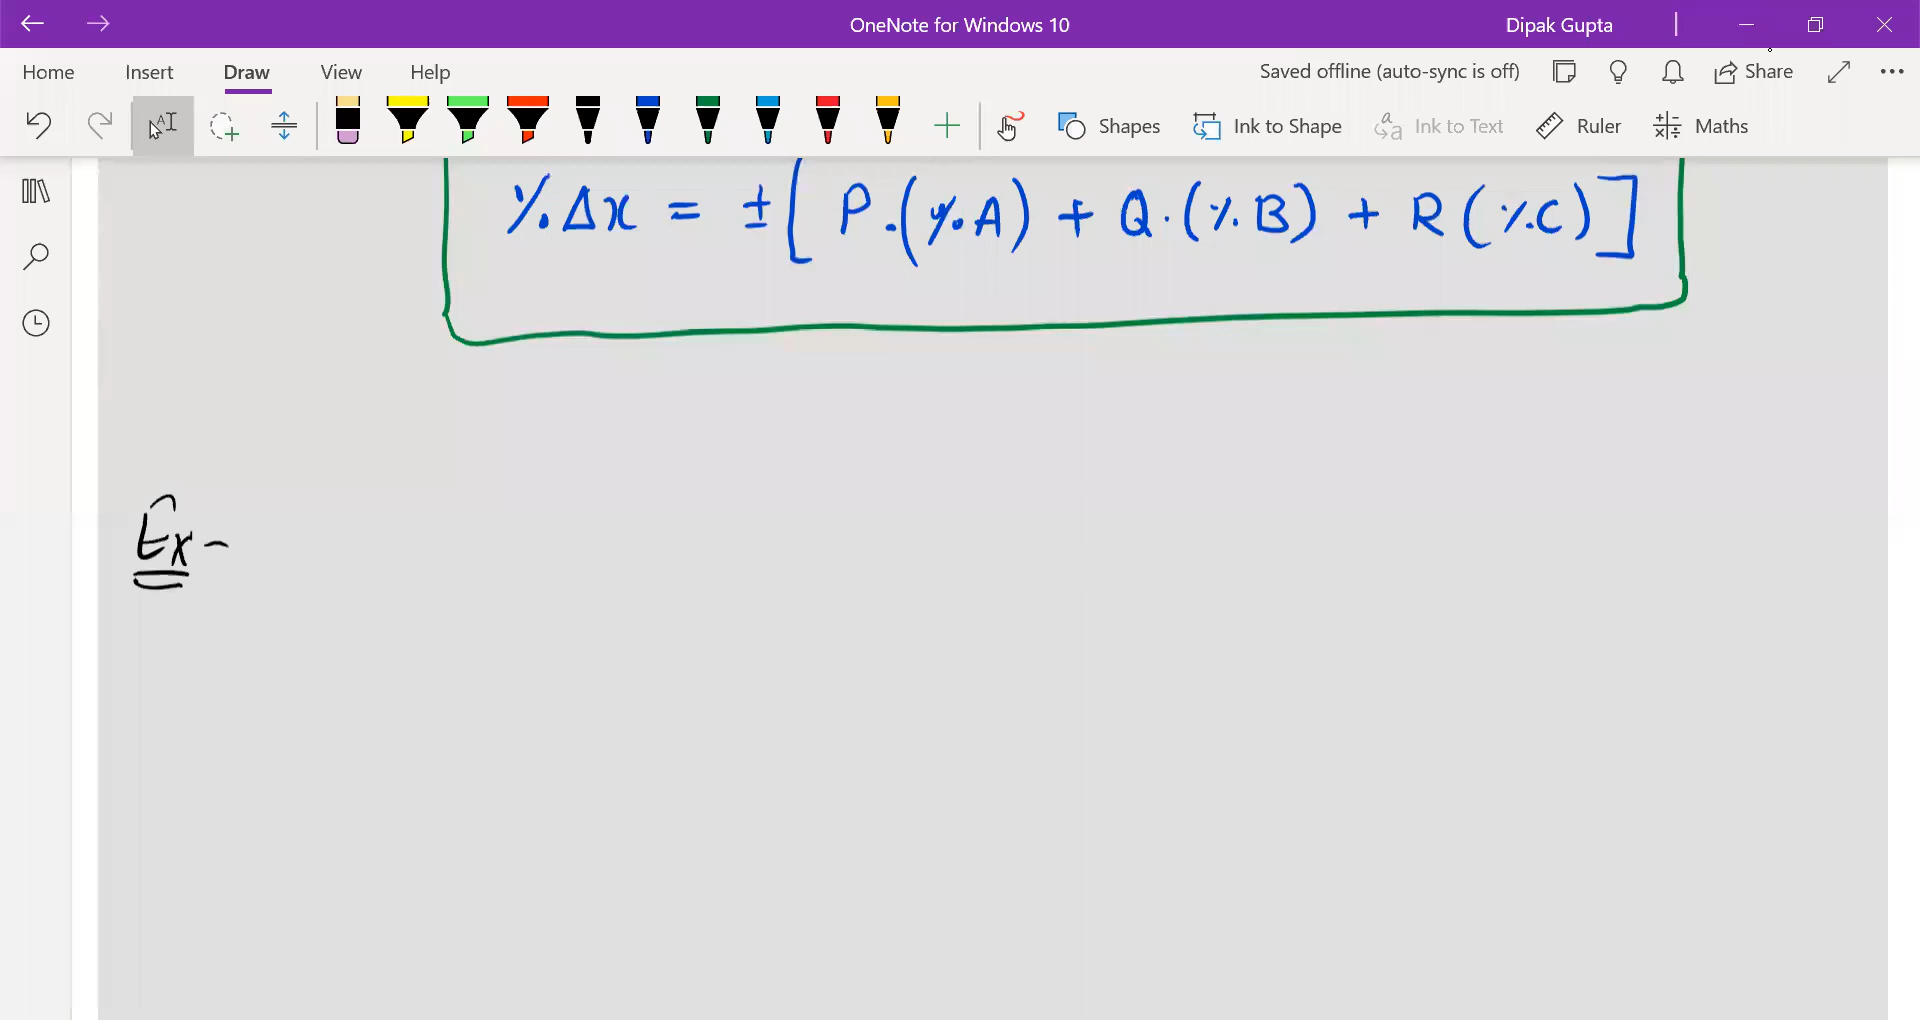 OneNote for Windows 10
Dipak Gupta
Home Insert Draw View Help
Saved offline (auto-sync is off) Share
Shapes Ink to Shape Ink to Text Ruler Maths
%Δx = ±[ P.(%A) + Q.(%B) + R(%C) ]
Ex -